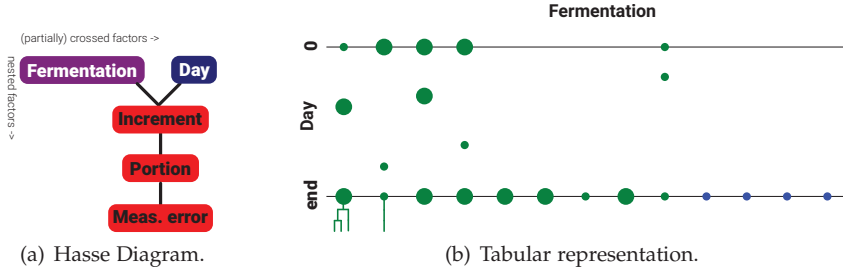 (partially) crossed factors ->
nested factors ->
Fermentation
Day
Increment
Portion
Meas. error
(a) Hasse Diagram.
Fermentation
0
Day
end
(b) Tabular representation.